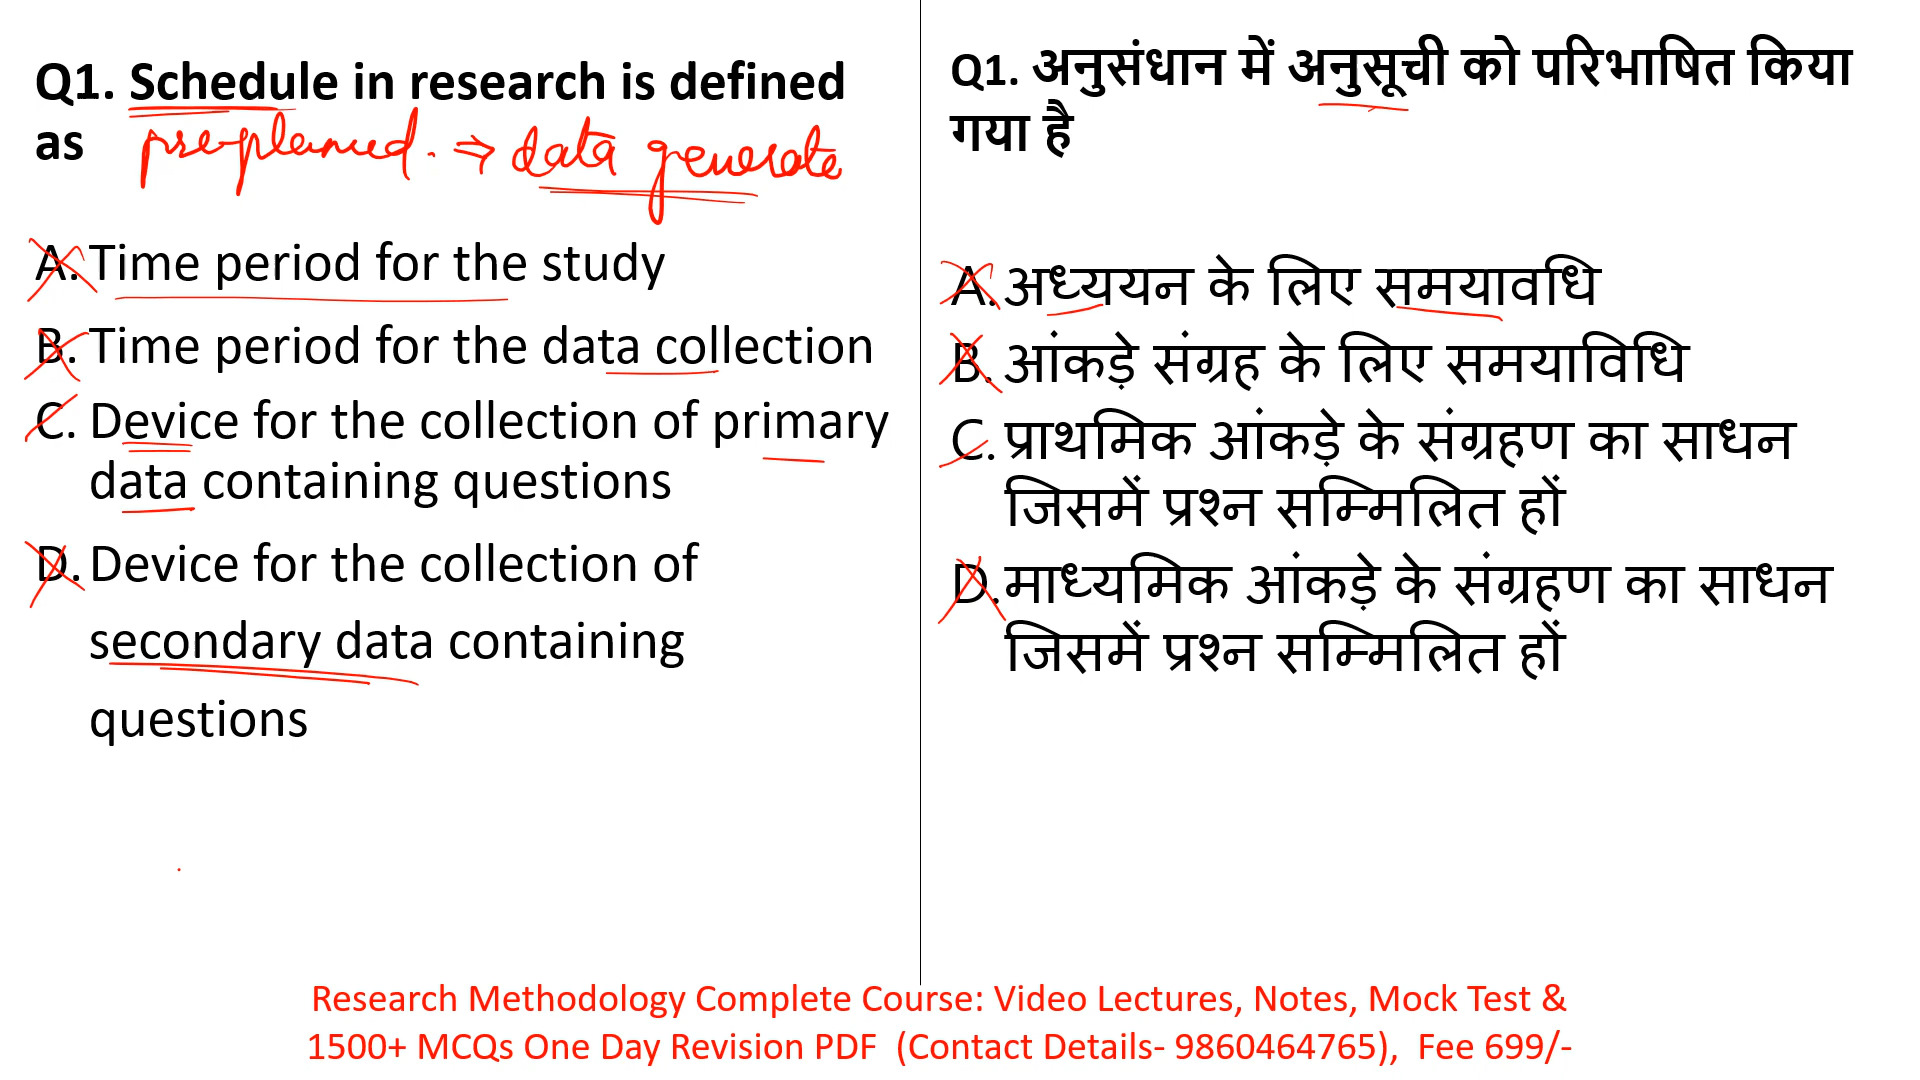 Q1. Schedule in research is defined
as pre-planned. → data generate
A. Time period for the study
B. Time period for the data collection
C. Device for the collection of primary
data containing questions
D. Device for the collection of
secondary data containing
questions
Q1. अनुसंधान में अनुसूची को परिभाषित किया
गया है
A. अध्ययन के लिए समयावधि
B. आंकड़े संग्रह के लिए समयाविधि
C. प्राथमिक आंकड़े के संग्रहण का साधन
जिसमें प्रश्न सम्मिलित हों
D. माध्यमिक आंकड़े के संग्रहण का साधन
जिसमें प्रश्न सम्मिलित हों
Research Methodology Complete Course: Video Lectures, Notes, Mock Test &
1500+ MCQs One Day Revision PDF (Contact Details- 9860464765), Fee 699/-